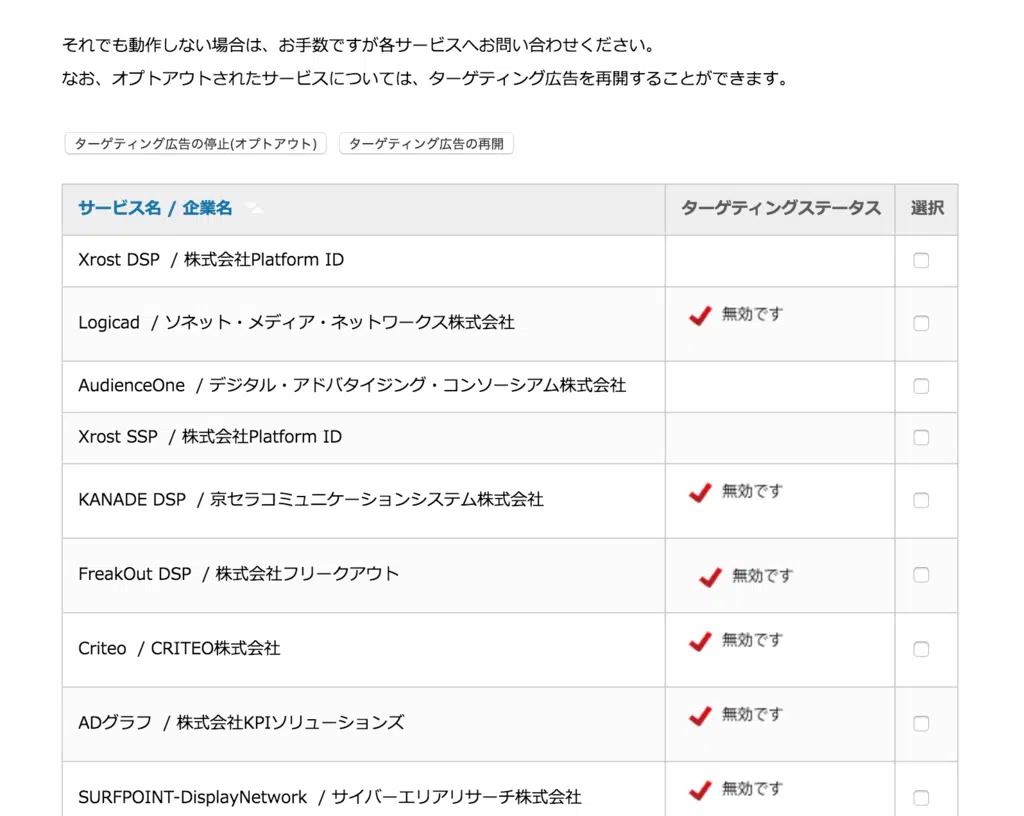 それでも動作しない場合は、お手数ですが各サービスへお問い合わせください。
なお、オプトアウトされたサービスについては、ターゲティング広告を再開することができます。
ターゲティング広告の停止(オプトアウト) ターゲティング広告の再開
サービス名 / 企業名 ターゲティングステータス 選択
Xrost DSP / 株式会社Platform ID
Logicad / ソネット・メディア・ネットワークス株式会社 無効です
AudienceOne / デジタル・アドバタイジング・コンソーシアム株式会社
Xrost SSP / 株式会社Platform ID
KANADE DSP / 京セラコミュニケーションシステム株式会社 無効です
FreakOut DSP / 株式会社フリークアウト 無効です
Criteo / CRITEO株式会社 無効です
ADグラフ / 株式会社KPIソリューションズ 無効です
SURFPOINT-DisplayNetwork / サイバーエリアリサーチ株式会社 無効です